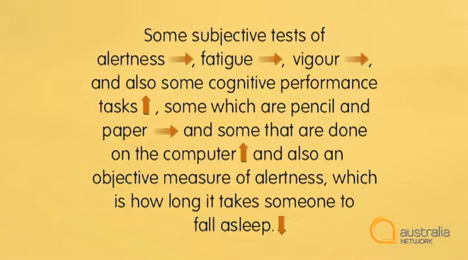 Some subjective tests of
alertness →, fatigue →, vigour →,
and also some cognitive performance
tasks ↑ , some which are pencil and
paper → and some that are done
on the computer ↑ and also an
objective measure of alertness, which
is how long it takes someone to
fall asleep. ↓
australia
NETWORK